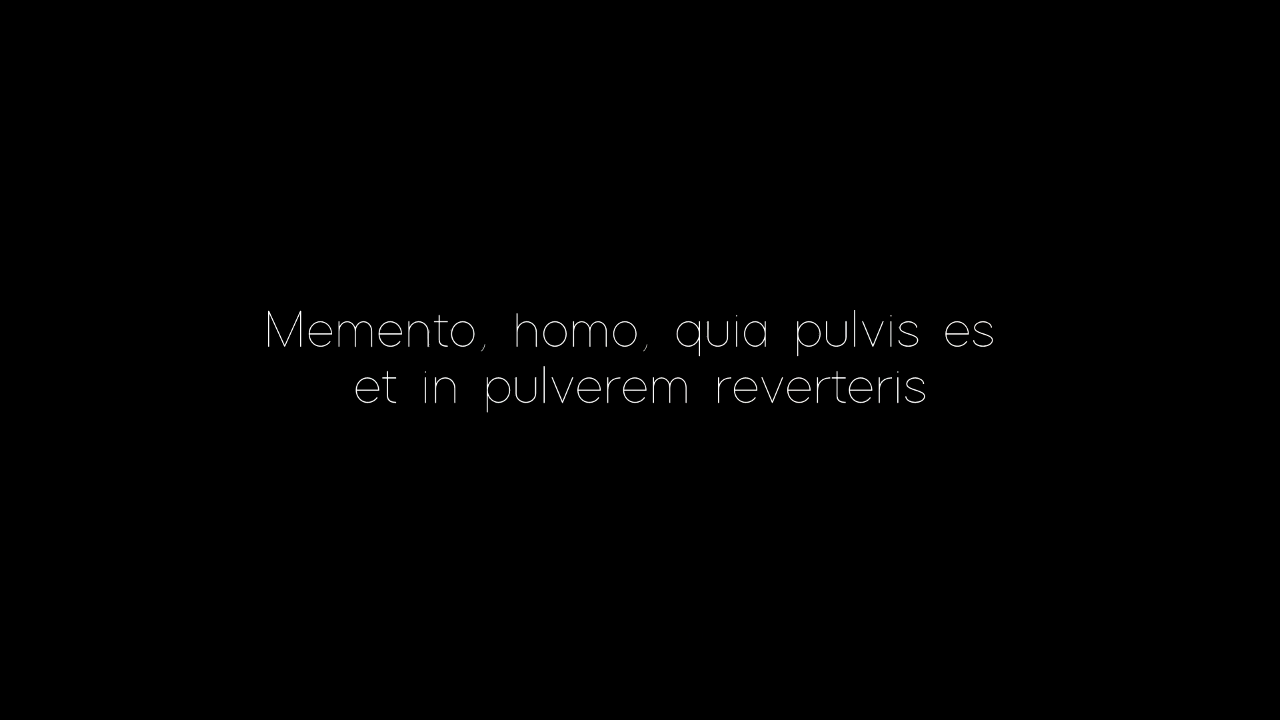 Memento, homo, quia pulvis es
et in pulverem reverteris